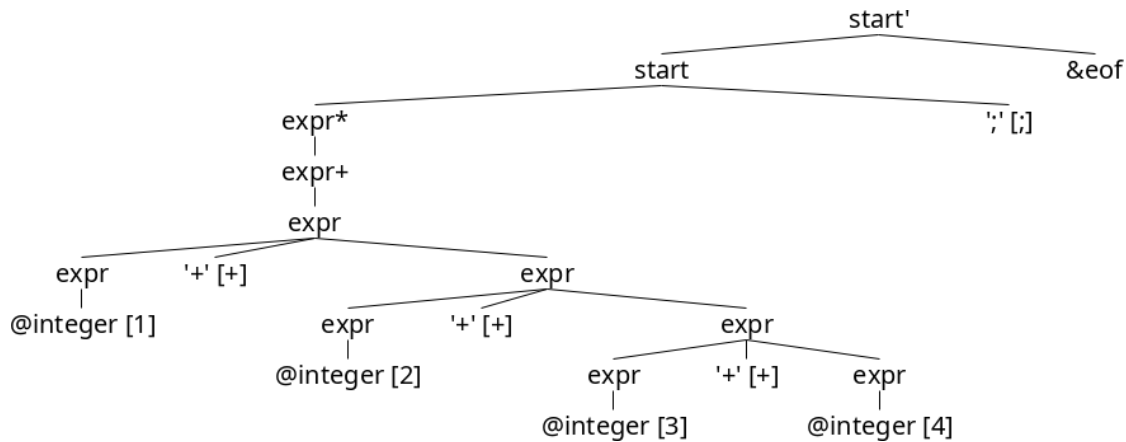 start'
start &eof
expr* ';' [;]
expr+
expr
expr '+' [+] expr
@integer [1] expr '+' [+] expr
@integer [2] expr '+' [+] expr
@integer [3] @integer [4]